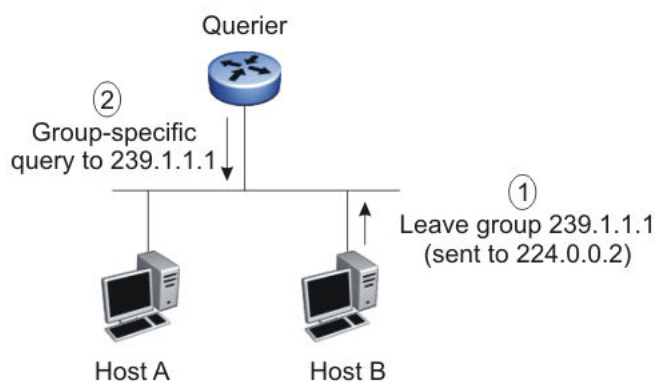 Querier
2
Group-specific
query to 239.1.1.1
1
Leave group 239.1.1.1
(sent to 224.0.0.2)
Host A
Host B